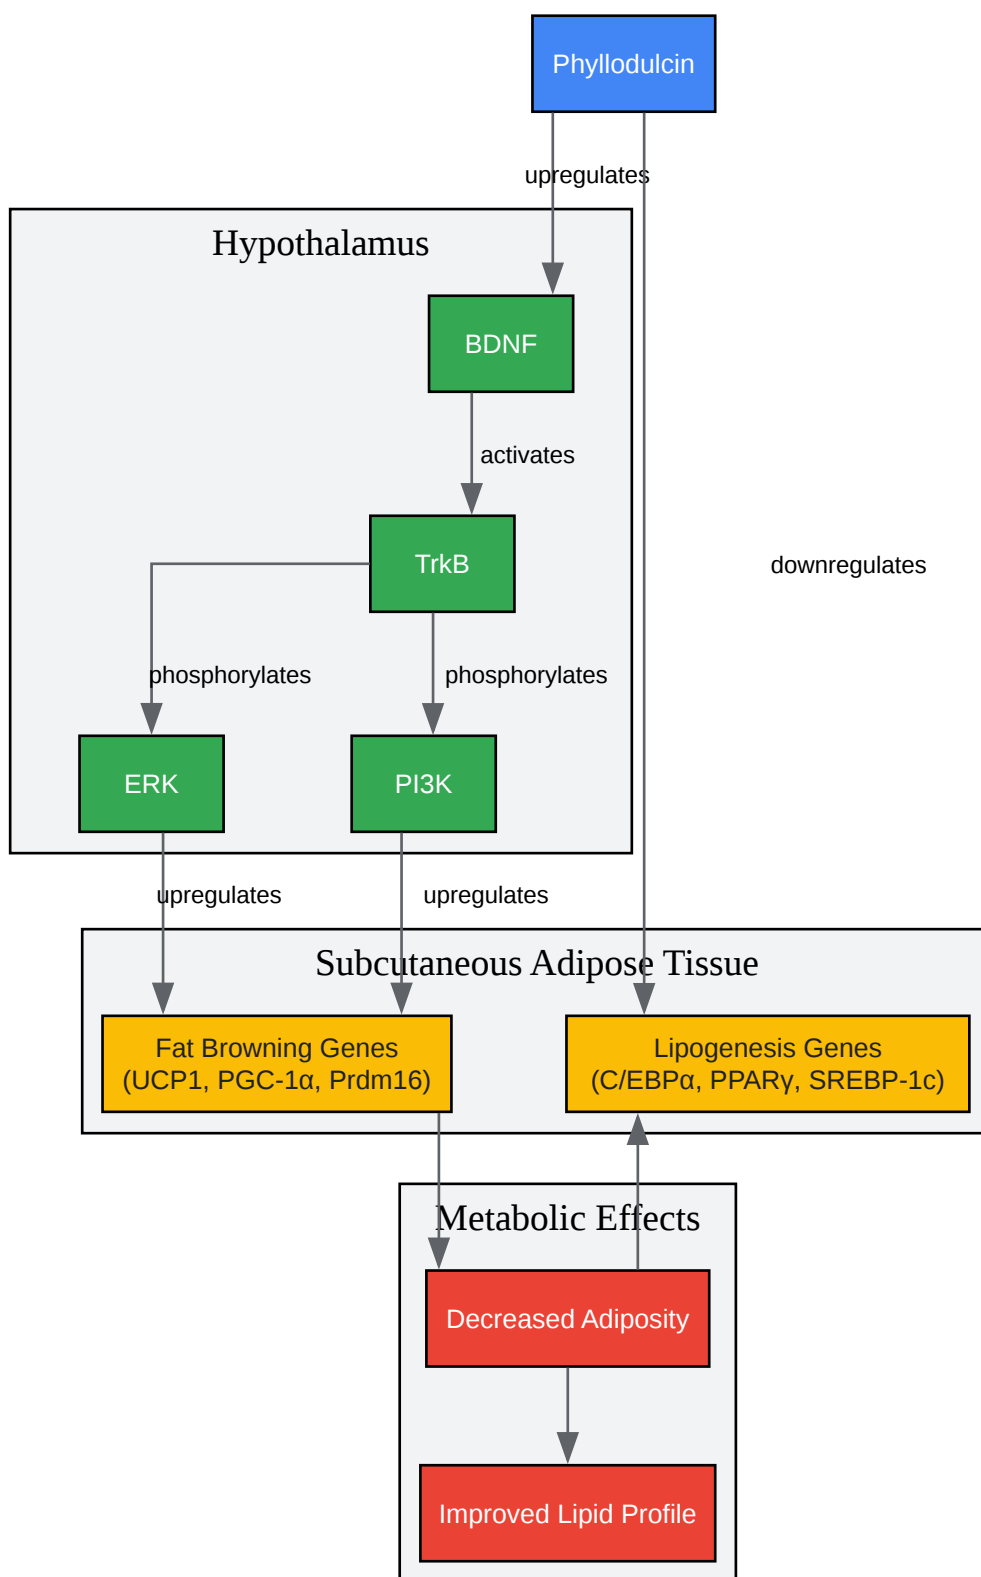 Phyllodulcin
upregulates
Hypothalamus
BDNF
activates
TrkB
downregulates
phosphorylates
phosphorylates
ERK
PI3K
upregulates
upregulates
Subcutaneous Adipose Tissue
Fat Browning Genes
(UCP1, PGC-1α, Prdm16)
Lipogenesis Genes
(C/EBPα, PPARγ, SREBP-1c)
Metabolic Effects
Decreased Adiposity
Improved Lipid Profile